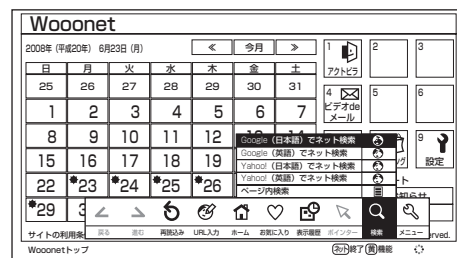 Wooonet
2008年 (平成20年) 6月23日 (月) ≪ 今月 ≫
日 月 火 水 木 金 土
25 26 27 28 29 30 31
1 2 3 4 5 6 7
8 9 10 11 12
15 16 17 18 19
22 *23 *24 *25 *26
*29
1 アクトビラ
2
3
4 ビデオde メール
5
6
9 設定
Google (日本語) でネット検索
Google (英語) でネット検索
Yahoo! (日本語) でネット検索
Yahoo! (英語) でネット検索
ページ内検索
戻る 進む 再読込み URL入力 ホーム お気に入り 表示履歴 ポインター 検索 メニュー
サイトの利用条
Wooonetトップ
ネット終了 黄機能